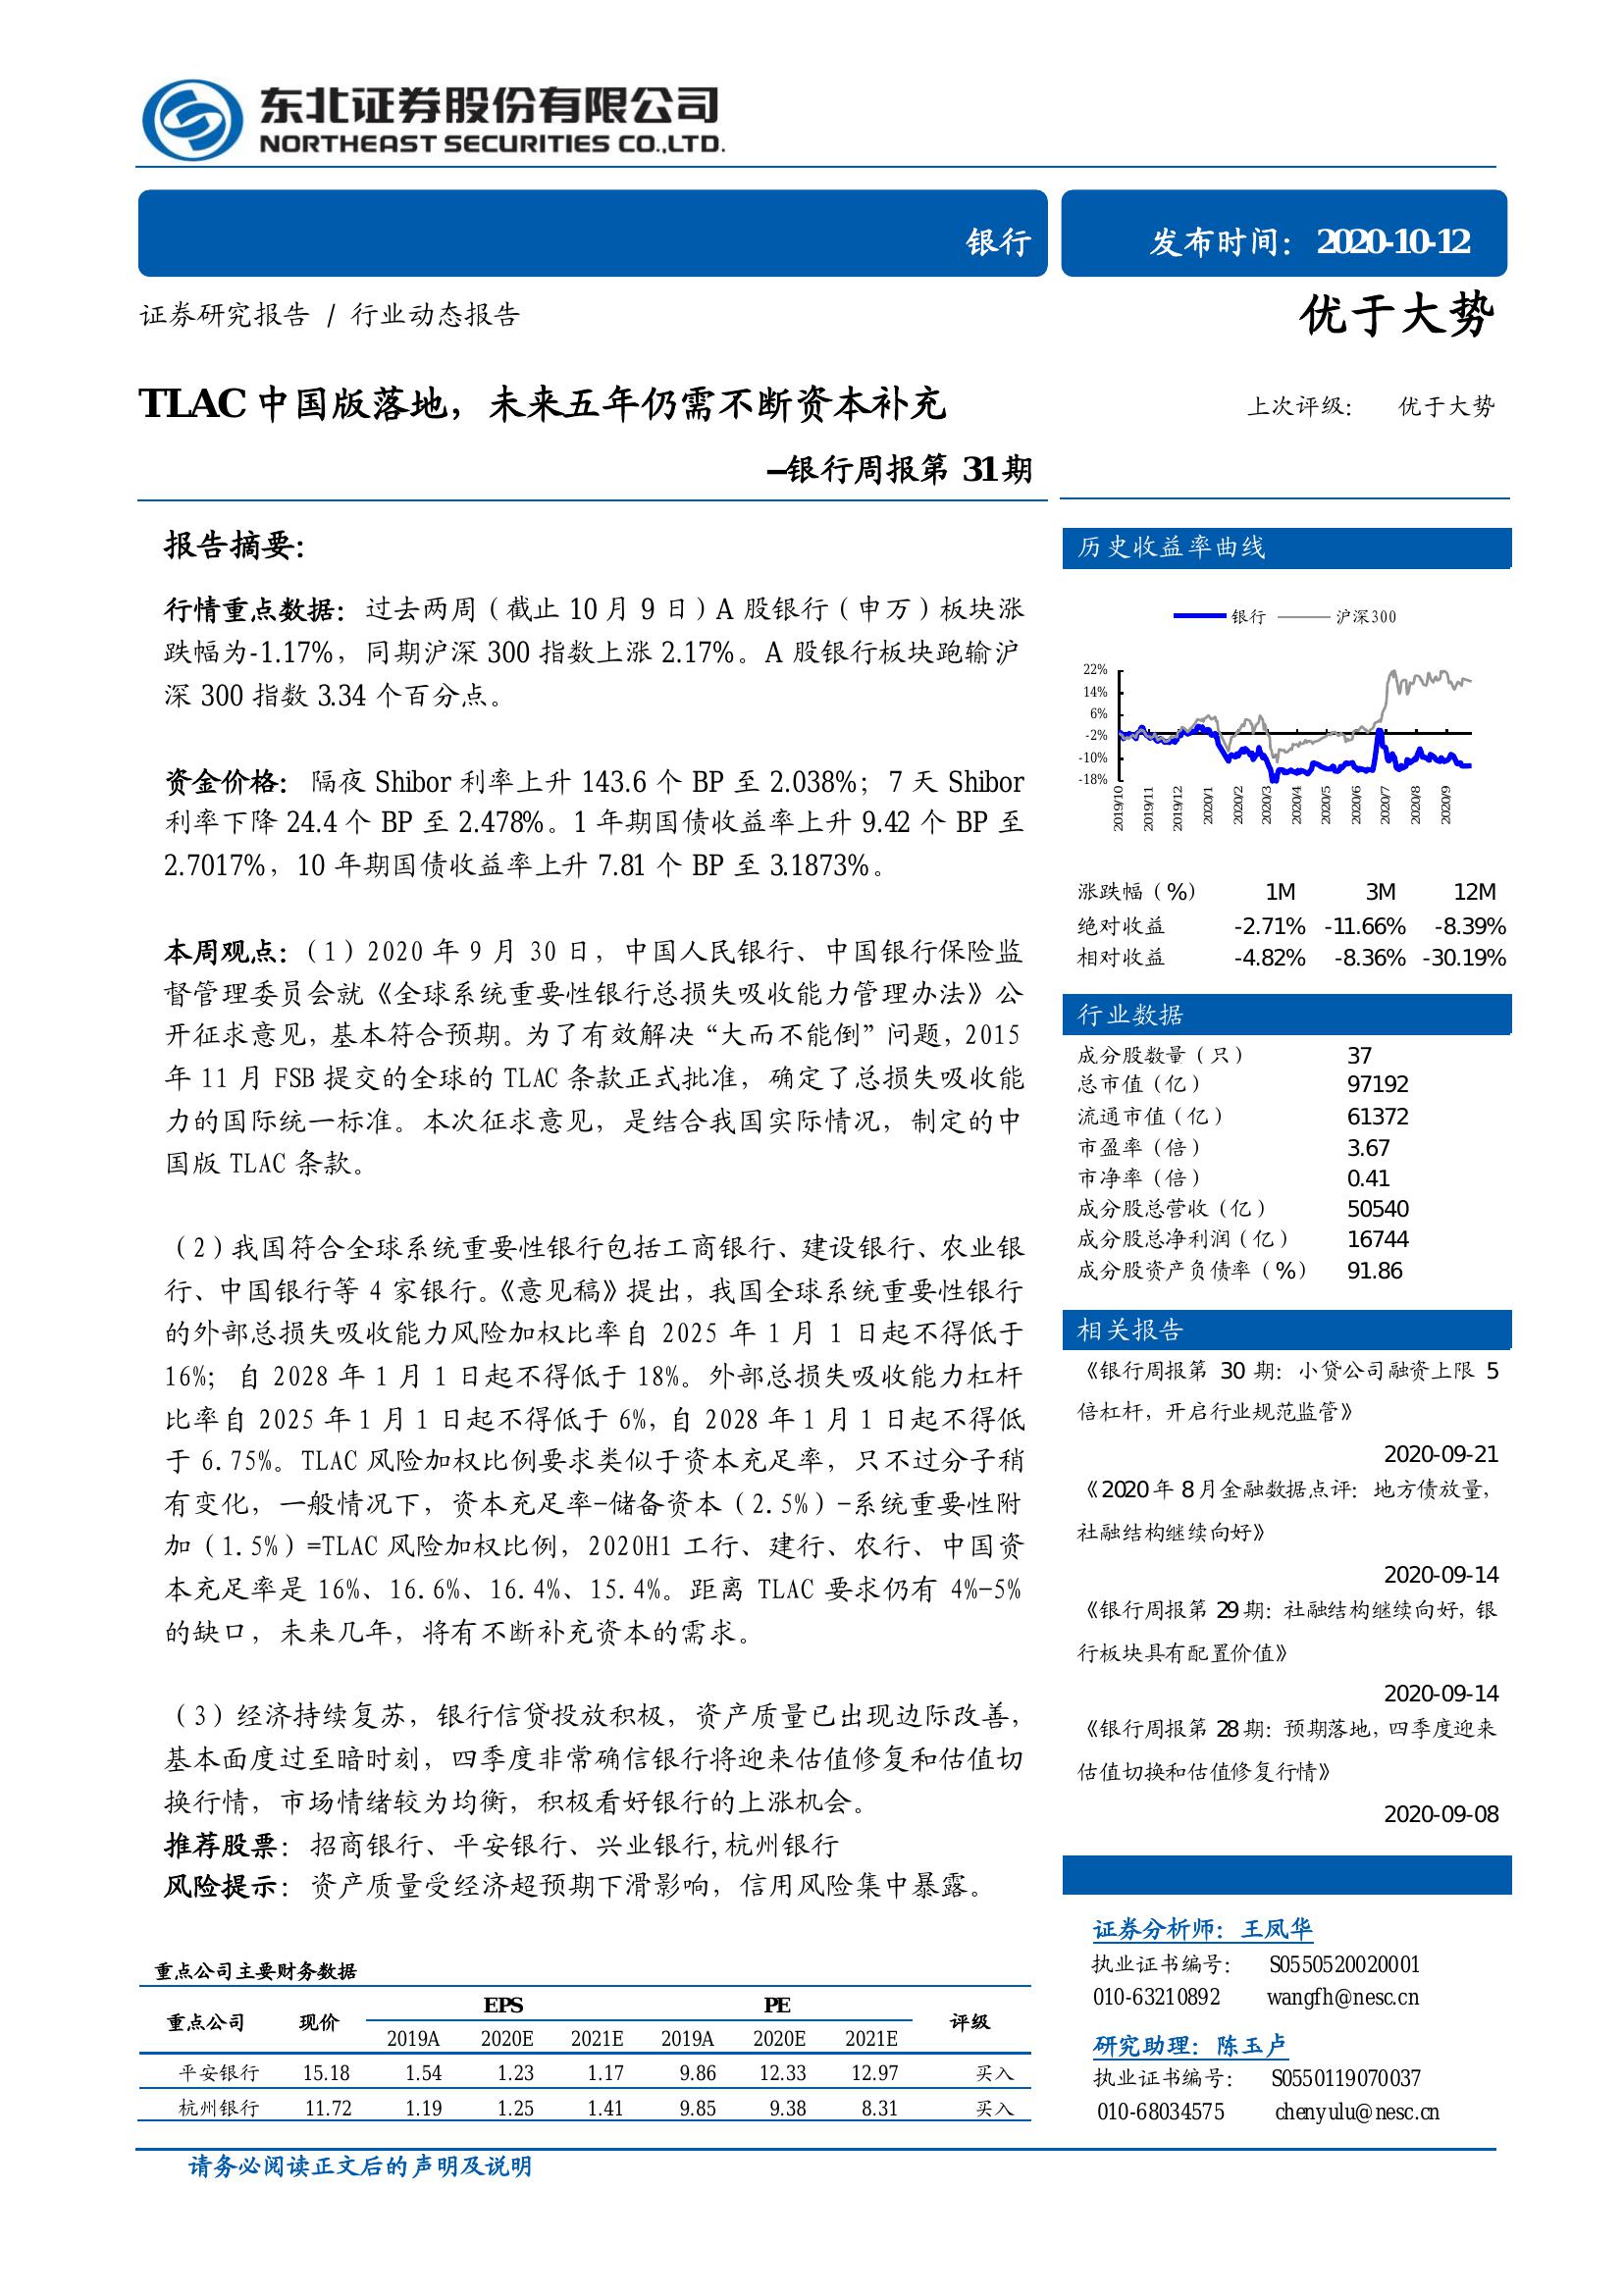 东北证券股份有限公司
NORTHEAST SECURITIES CO.,LTD.
银行
发布时间：2020-10-12
证券研究报告 / 行业动态报告
优于大势
TLAC 中国版落地，未来五年仍需不断资本补充
上次评级： 优于大势
—银行周报第 31 期
报告摘要：
行情重点数据：过去两周（截止 10 月 9 日）A 股银行（申万）板块涨
跌幅为-1.17%，同期沪深 300 指数上涨 2.17%。A 股银行板块跑输沪
深 300 指数 3.34 个百分点。
资金价格：隔夜 Shibor 利率上升 143.6 个 BP 至 2.038%；7 天 Shibor
利率下降 24.4 个 BP 至 2.478%。1 年期国债收益率上升 9.42 个 BP 至
2.7017%，10 年期国债收益率上升 7.81 个 BP 至 3.1873%。
本周观点：（1）2020 年 9 月 30 日，中国人民银行、中国银行保险监
督管理委员会就《全球系统重要性银行总损失吸收能力管理办法》公
开征求意见，基本符合预期。为了有效解决“大而不能倒”问题，2015
年 11 月 FSB 提交的全球的 TLAC 条款正式批准，确定了总损失吸收能
力的国际统一标准。本次征求意见，是结合我国实际情况，制定的中
国版 TLAC 条款。
（2）我国符合全球系统重要性银行包括工商银行、建设银行、农业银
行、中国银行等 4 家银行。《意见稿》提出，我国全球系统重要性银行
的外部总损失吸收能力风险加权比率自 2025 年 1 月 1 日起不得低于
16%；自 2028 年 1 月 1 日起不得低于 18%。外部总损失吸收能力杠杆
比率自 2025 年 1 月 1 日起不得低于 6%，自 2028 年 1 月 1 日起不得低
于 6.75%。TLAC 风险加权比例要求类似于资本充足率，只不过分子稍
有变化，一般情况下，资本充足率-储备资本（2.5%）-系统重要性附
加（1.5%）=TLAC 风险加权比例，2020H1 工行、建行、农行、中国资
本充足率是 16%、16.6%、16.4%、15.4%。距离 TLAC 要求仍有 4%-5%
的缺口，未来几年，将有不断补充资本的需求。
（3）经济持续复苏，银行信贷投放积极，资产质量已出现边际改善，
基本面度过至暗时刻，四季度非常确信银行将迎来估值修复和估值切
换行情，市场情绪较为均衡，积极看好银行的上涨机会。
推荐股票：招商银行、平安银行、兴业银行,杭州银行
风险提示：资产质量受经济超预期下滑影响，信用风险集中暴露。
重点公司主要财务数据
重点公司 现价 EPS PE 评级
2019A 2020E 2021E 2019A 2020E 2021E
平安银行 15.18 1.54 1.23 1.17 9.86 12.33 12.97 买入
杭州银行 11.72 1.19 1.25 1.41 9.85 9.38 8.31 买入
历史收益率曲线
银行 沪深300
22%
14%
6%
-2%
-10%
-18%
2019/10 2019/11 2019/12 2020/1 2020/2 2020/3 2020/4 2020/5 2020/6 2020/7 2020/8 2020/9
涨跌幅（%） 1M 3M 12M
绝对收益 -2.71% -11.66% -8.39%
相对收益 -4.82% -8.36% -30.19%
行业数据
成分股数量（只） 37
总市值（亿） 97192
流通市值（亿） 61372
市盈率（倍） 3.67
市净率（倍） 0.41
成分股总营收（亿） 50540
成分股总净利润（亿） 16744
成分股资产负债率（%） 91.86
相关报告
《银行周报第 30 期：小贷公司融资上限 5
倍杠杆，开启行业规范监管》
2020-09-21
《2020 年 8 月金融数据点评：地方债放量，
社融结构继续向好》
2020-09-14
《银行周报第 29 期：社融结构继续向好，银
行板块具有配置价值》
2020-09-14
《银行周报第 28 期：预期落地，四季度迎来
估值切换和估值修复行情》
2020-09-08
证券分析师：王凤华
执业证书编号： S0550520020001
010-63210892 wangfh@nesc.cn
研究助理：陈玉卢
执业证书编号： S0550119070037
010-68034575 chenyulu@nesc.cn
请务必阅读正文后的声明及说明